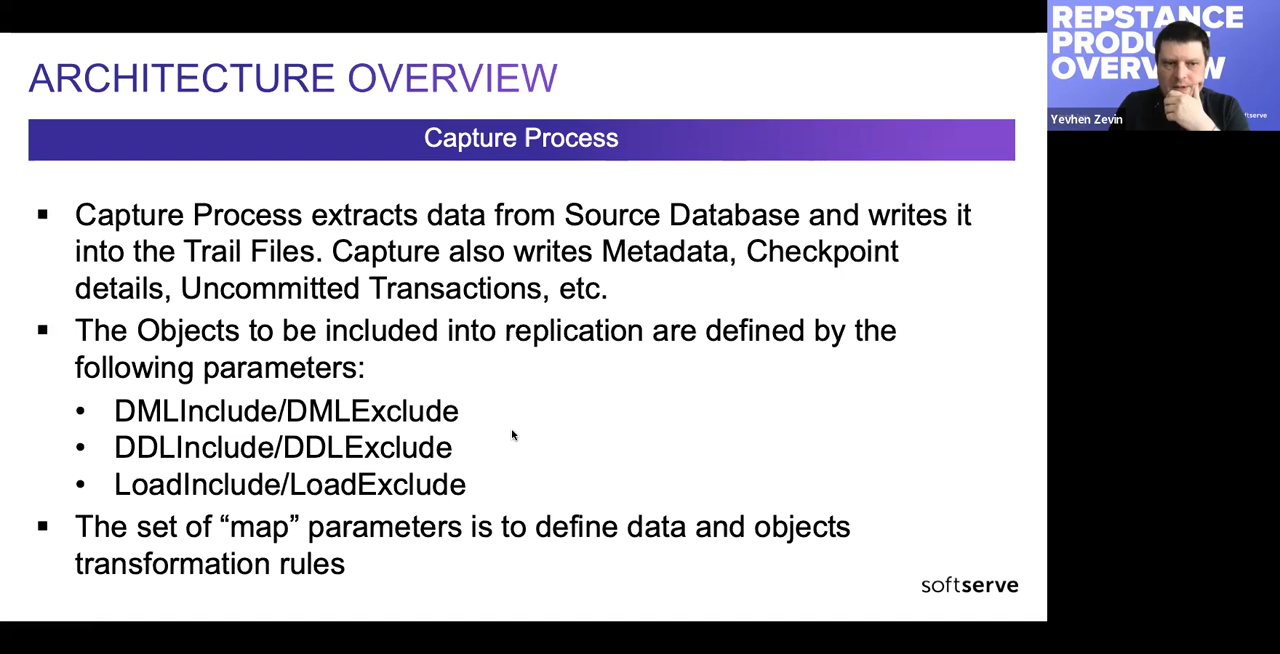 ARCHITECTURE OVERVIEW
Capture Process
▪ Capture Process extracts data from Source Database and writes it
into the Trail Files. Capture also writes Metadata, Checkpoint
details, Uncommitted Transactions, etc.
▪ The Objects to be included into replication are defined by the
following parameters:
• DMLInclude/DMLExclude
• DDLInclude/DDLExclude
• LoadInclude/LoadExclude
▪ The set of “map” parameters is to define data and objects
transformation rules
softserve
REPSTANCE
PRODU
OVERV W
Yevhen Zevin
ftserve